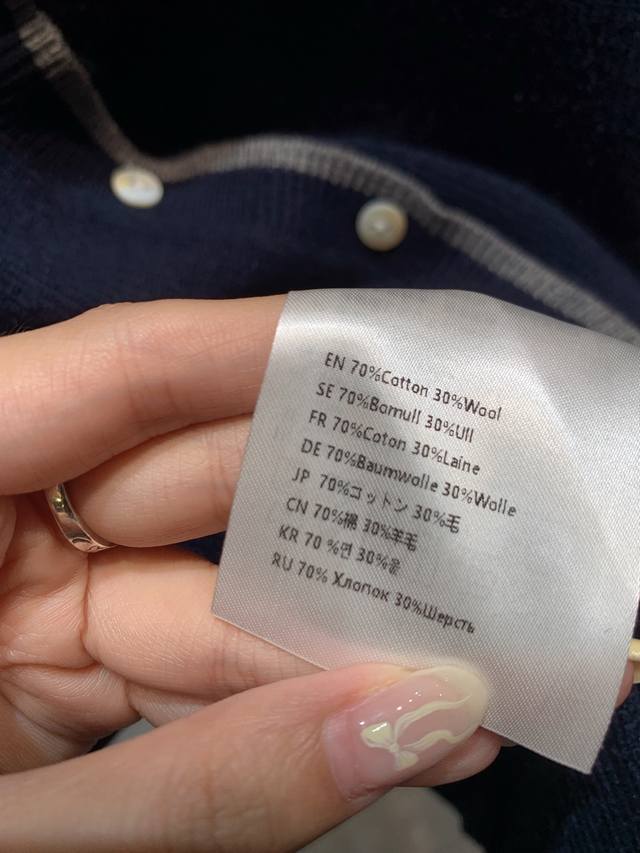 EN 70%Cotton 30%Wool
SE 70%Bomull 30%Ull
FR 70%Coton 30%Laine
DE 70%Baumwolle 30%Wolle
JP 70%コットン 30%毛
CN 70%棉 30%羊毛
KR 70 %면 30%울
RU 70% Хлопок 30%Шерсть